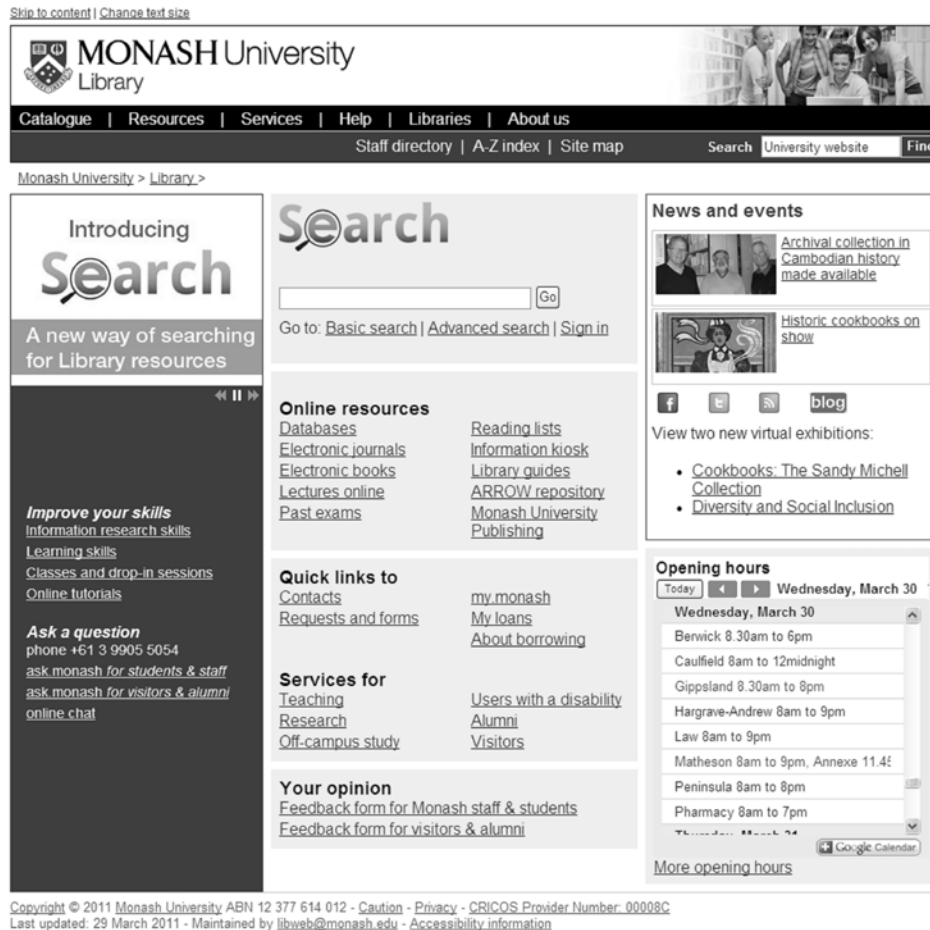 Skip to content | Change text size
MONASH University
Library
Catalogue | Resources | Services | Help | Libraries | About us
Staff directory | A-Z index | Site map Search University website Find
Monash University > Library >
Introducing
Search
A new way of searching
for Library resources
Improve your skills
Information research skills
Learning skills
Classes and drop-in sessions
Online tutorials
Ask a question
phone +61 3 9905 5054
ask.monash for students & staff
ask.monash for visitors & alumni
online chat
Search
Go
Go to: Basic search | Advanced search | Sign in
Online resources
Databases
Electronic journals
Electronic books
Lectures online
Past exams
Reading lists
Information kiosk
Library guides
ARROW repository
Monash University
Publishing
Quick links to
Contacts
Requests and forms
my.monash
My loans
About borrowing
Services for
Teaching
Research
Off-campus study
Users with a disability
Alumni
Visitors
Your opinion
Feedback form for Monash staff & students
Feedback form for visitors & alumni
News and events
Archival collection in
Cambodian history
made available
Historic cookbooks on
show
blog
View two new virtual exhibitions:
• Cookbooks: The Sandy Michell
Collection
• Diversity and Social Inclusion
Opening hours
Today Wednesday, March 30
Wednesday, March 30
Berwick 8.30am to 6pm
Caulfield 8am to 12midnight
Gippsland 8.30am to 8pm
Hargrave-Andrew 8am to 9pm
Law 8am to 9pm
Matheson 8am to 9pm, Annexe 11.45
Peninsula 8am to 8pm
Pharmacy 8am to 7pm
Thursday, March 31
Google Calendar
More opening hours
Copyright © 2011 Monash University ABN 12 377 614 012 - Caution - Privacy - CRICOS Provider Number: 00008C
Last updated: 29 March 2011 - Maintained by libweb@monash.edu - Accessibility information